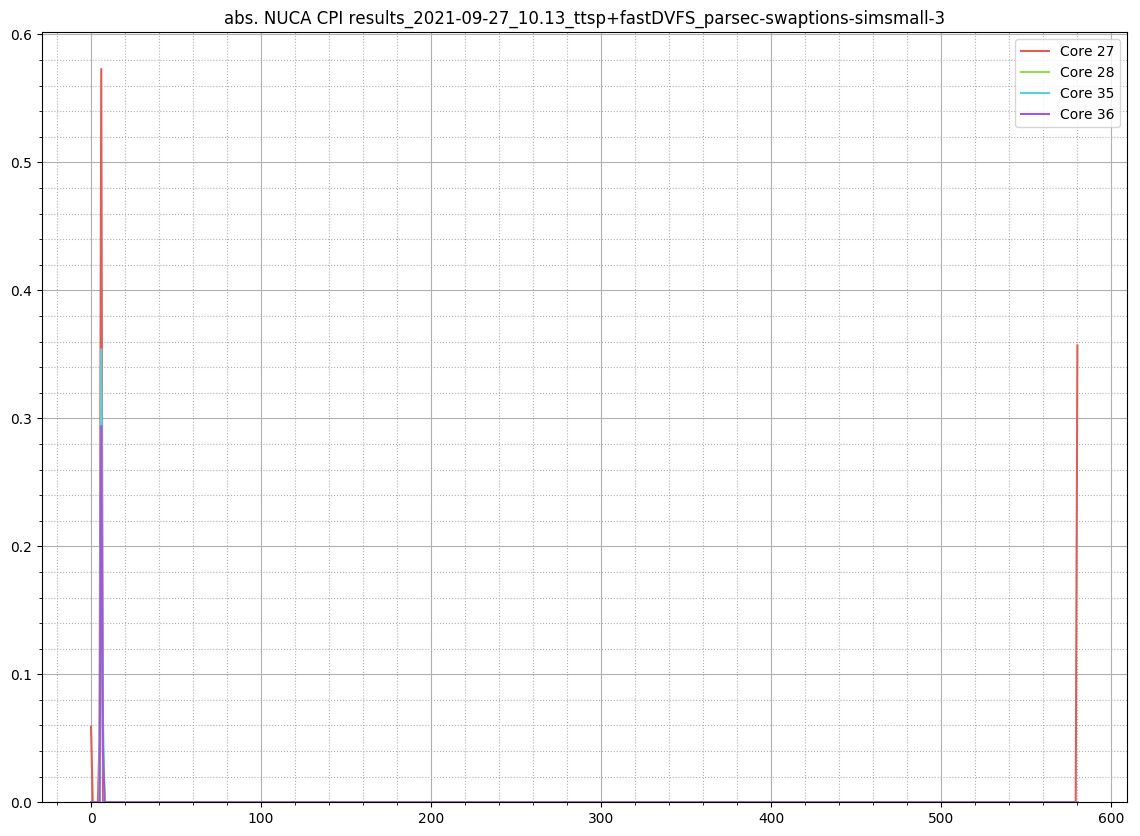 abs. NUCA CPI results_2021-09-27_10.13_ttsp+fastDVFS_parsec-swaptions-simsmall-3
Core 27
Core 28
Core 35
Core 36
0.6
0.5
0.4
0.3
0.2
0.1
0.0
0 100 200 300 400 500 600